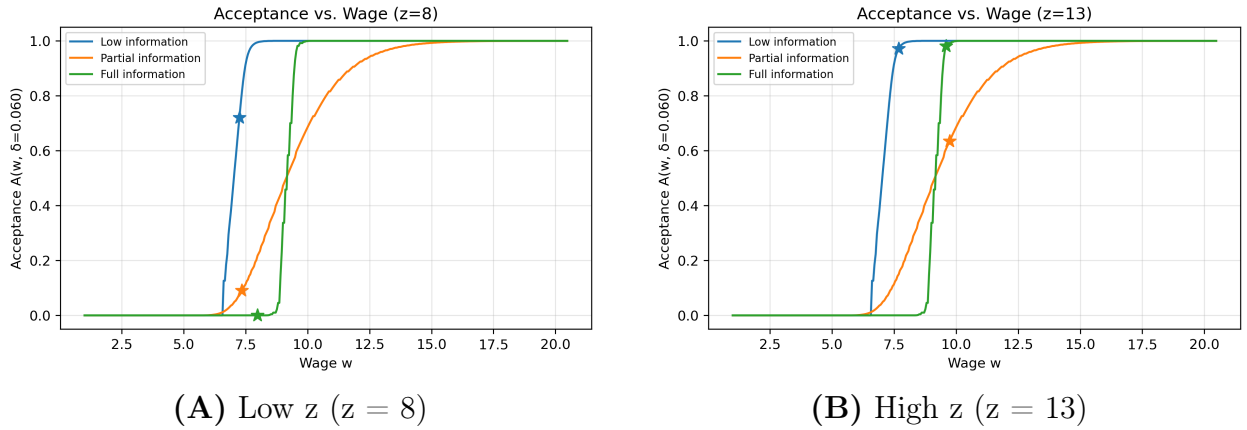 Acceptance vs. Wage (z=8)
Acceptance A(w, δ=0.060)
1.0
0.8
0.6
0.4
0.2
0.0
Low information
Partial information
Full information
2.5 5.0 7.5 10.0 12.5 15.0 17.5 20.0
Wage w
(A) Low z (z = 8)
Acceptance vs. Wage (z=13)
Acceptance A(w, δ=0.060)
1.0
0.8
0.6
0.4
0.2
0.0
Low information
Partial information
Full information
2.5 5.0 7.5 10.0 12.5 15.0 17.5 20.0
Wage w
(B) High z (z = 13)